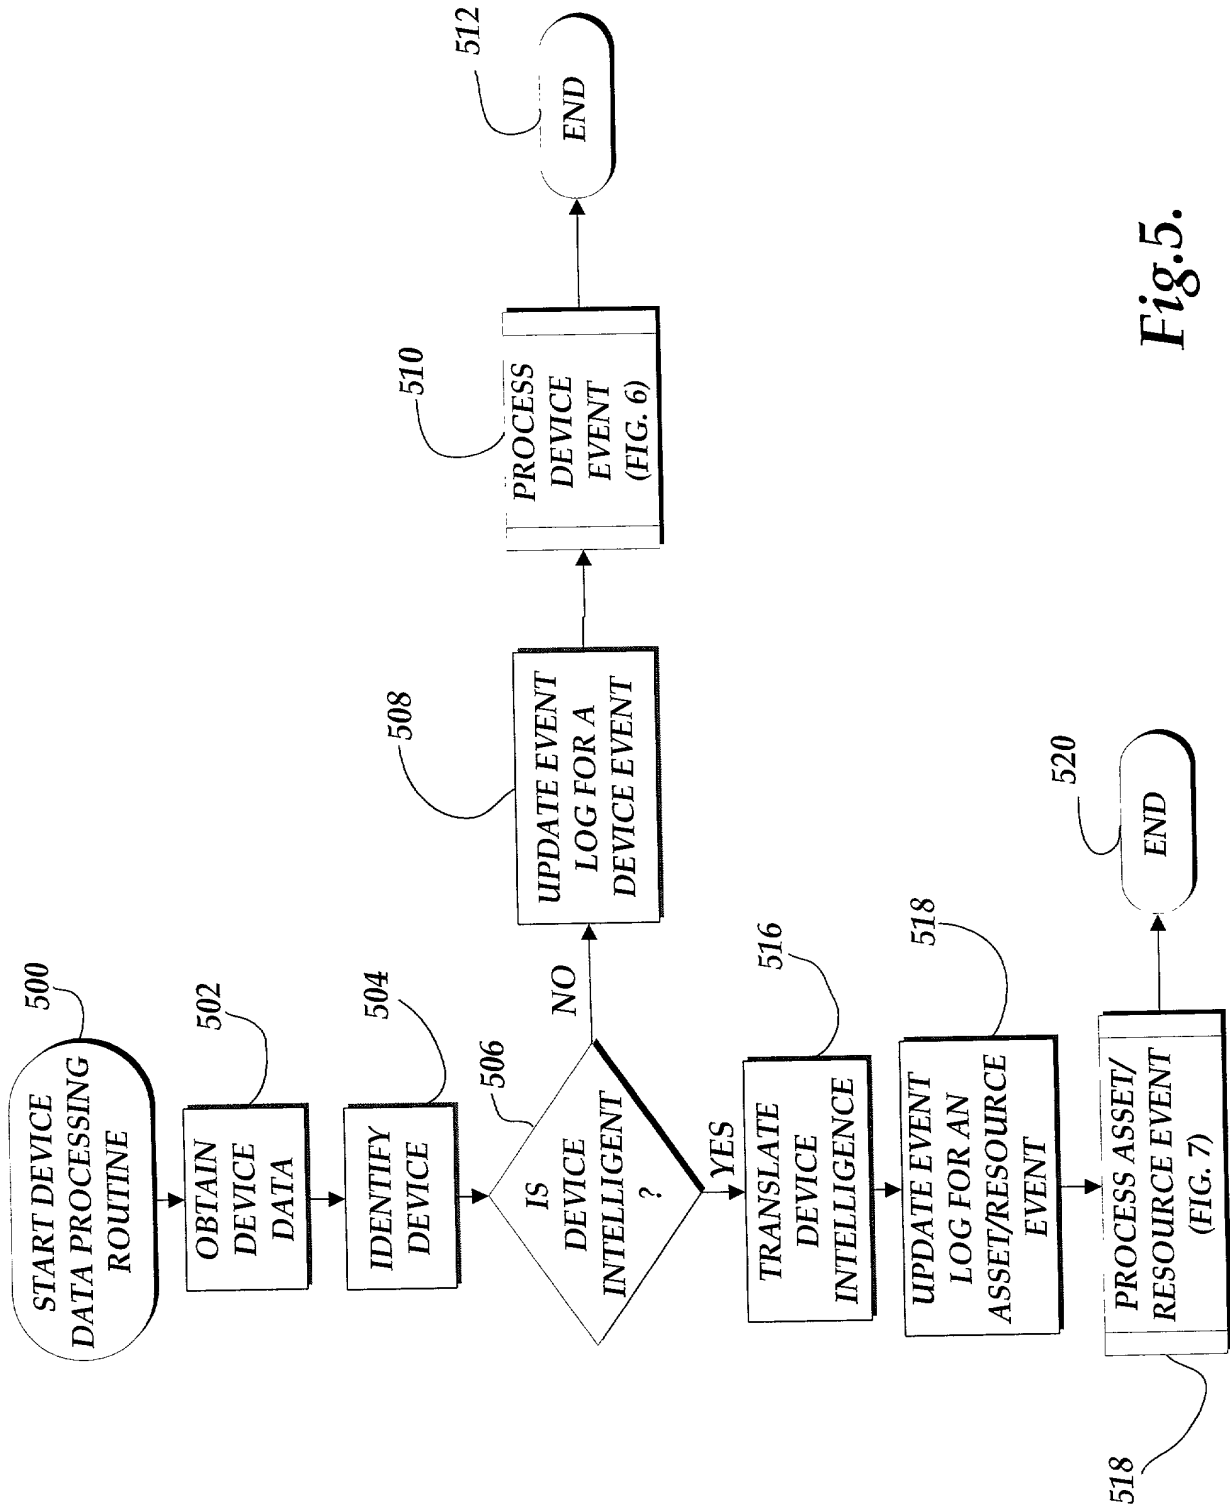 500
START DEVICE
DATA PROCESSING
ROUTINE
502
OBTAIN
DEVICE
DATA
504
IDENTIFY
DEVICE
506
IS
DEVICE
INTELLIGENT
?
NO
508
UPDATE EVENT
LOG FOR A
DEVICE EVENT
510
PROCESS
DEVICE
EVENT
(FIG. 6)
512
END
YES
516
TRANSLATE
DEVICE
INTELLIGENCE
518
UPDATE EVENT
LOG FOR AN
ASSET/RESOURCE
EVENT
518
PROCESS ASSET/
RESOURCE EVENT
(FIG. 7)
520
END
Fig.5.